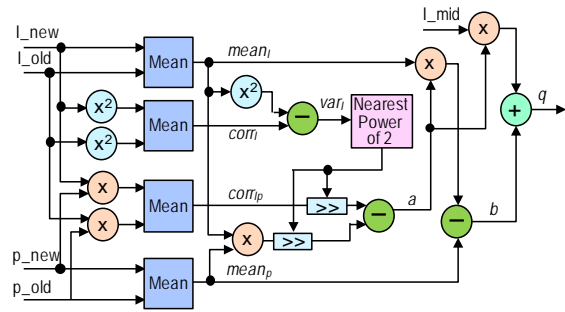 I_mid
x
I_new
I_old
Mean
mean_I
x
x²
x²
Mean
var_I
Nearest
Power
of 2
−
+
q
corr_I
x²
x
Mean
corr_Ip
>>
a
−
x
x
>>
−
b
p_new
Mean
mean_p
p_old